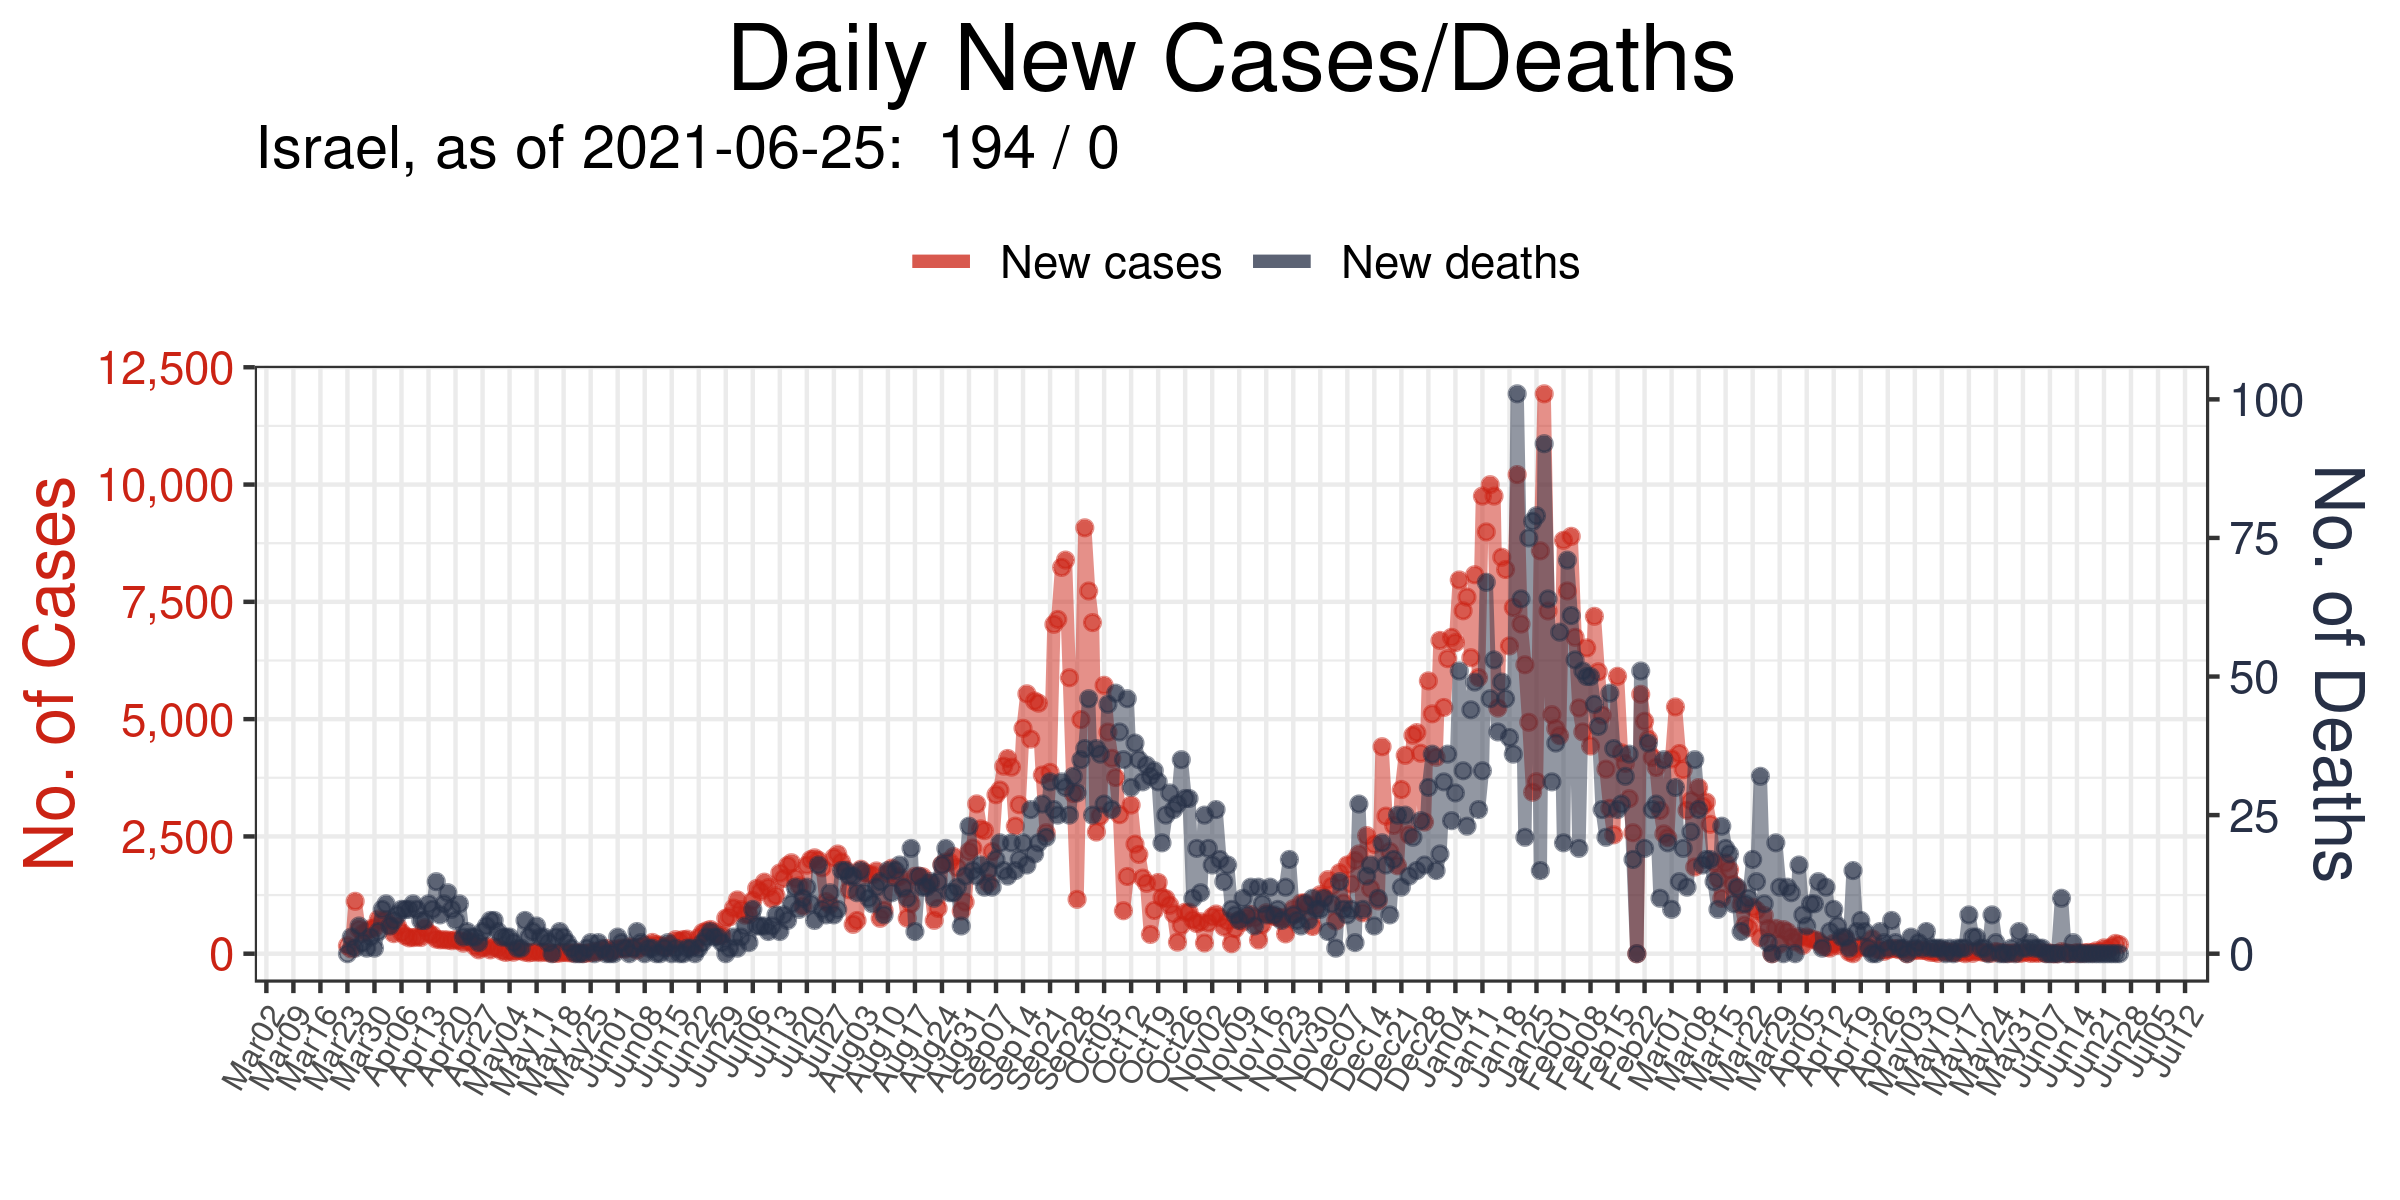 Daily New Cases/Deaths
Israel, as of 2021-06-25:  194 / 0
New cases New deaths
No. of Cases
12,500
10,000
7,500
5,000
2,500
0
100
75
50
25
0
No. of Deaths
Mar02 Mar09 Mar16 Mar23 Mar30 Apr06 Apr13 Apr20 Apr27 May04 May11 May18 May25 Jun01 Jun08 Jun15 Jun22 Jun29 Jul06 Jul13 Jul20 Jul27 Aug03 Aug10 Aug17 Aug24 Aug31 Sep07 Sep14 Sep21 Sep28 Oct05 Oct12 Oct19 Oct26 Nov02 Nov09 Nov16 Nov23 Nov30 Dec07 Dec14 Dec21 Dec28 Jan04 Jan11 Jan18 Jan25 Feb01 Feb08 Feb15 Feb22 Mar01 Mar08 Mar15 Mar22 Mar29 Apr05 Apr12 Apr19 Apr26 May03 May10 May17 May24 May31 Jun07 Jun14 Jun21 Jun28 Jul05 Jul12